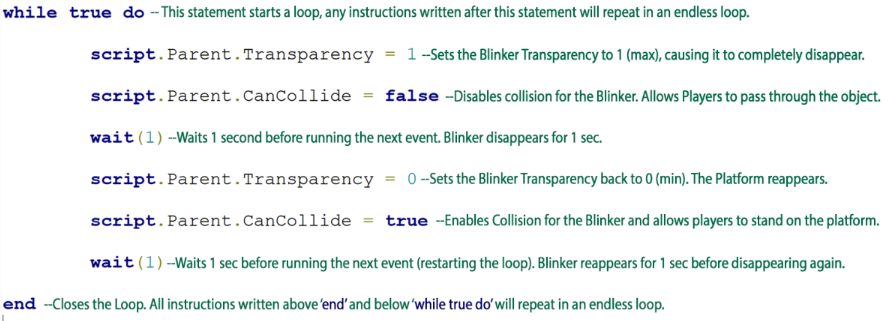 while true do --This statement starts a loop, any instructions written after this statement will repeat in an endless loop.
script.Parent.Transparency = 1 --Sets the Blinker Transparency to 1 (max), causing it to completely disappear.
script.Parent.CanCollide = false --Disables collision for the Blinker. Allows Players to pass through the object.
wait(1) --Waits 1 second before running the next event. Blinker disappears for 1 sec.
script.Parent.Transparency = 0 --Sets the Blinker Transparency back to 0 (min). The Platform reappears.
script.Parent.CanCollide = true --Enables Collision for the Blinker and allows players to stand on the platform.
wait(1) --Waits 1 sec before running the next event (restarting the loop). Blinker reappears for 1 sec before disappearing again.
end --Closes the Loop. All instructions written above 'end' and below 'while true do' will repeat in an endless loop.